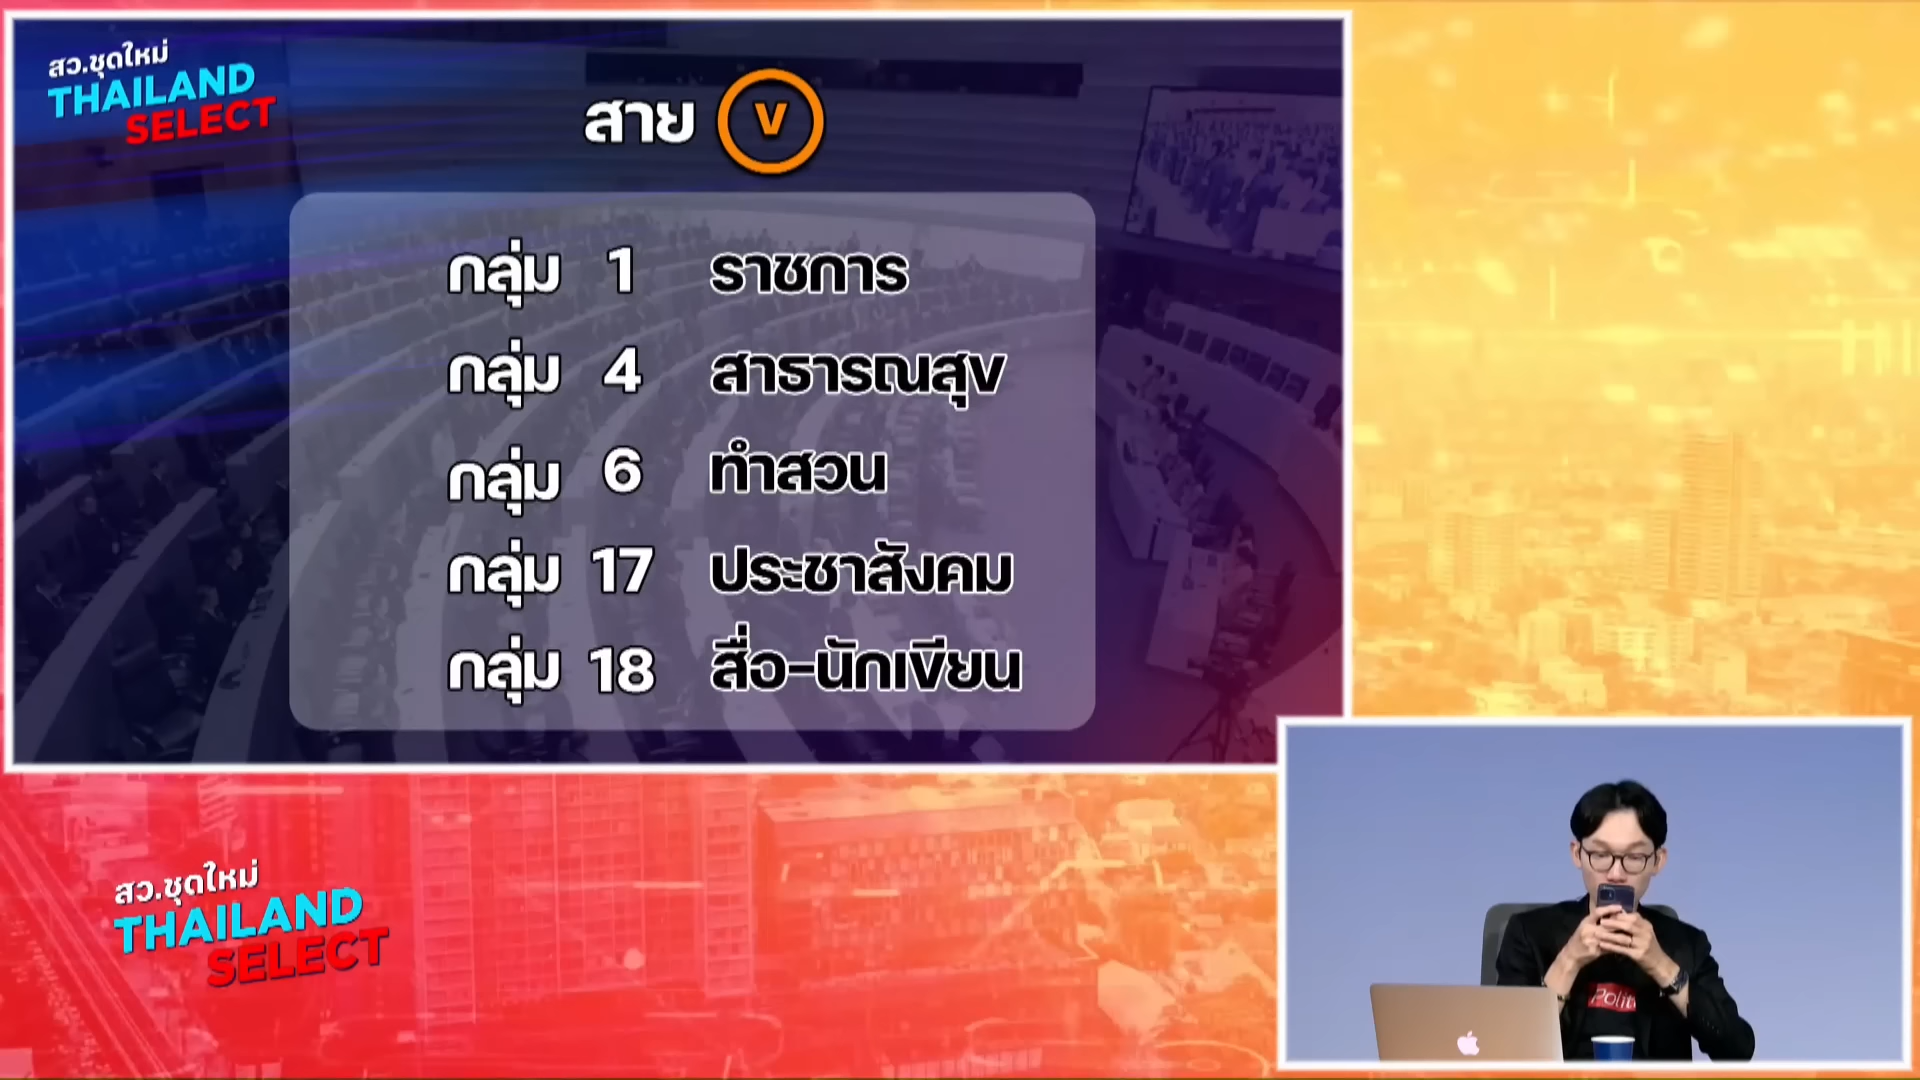 สว.ชุดใหม่
THAILAND
SELECT
สาย ข
กลุ่ม 1 ราชการ
กลุ่ม 4 สาธารณสุข
กลุ่ม 6 ทำสวน
กลุ่ม 17 ประชาสังคม
กลุ่ม 18 สื่อ-นักเขียน
สว.ชุดใหม่
THAILAND
SELECT